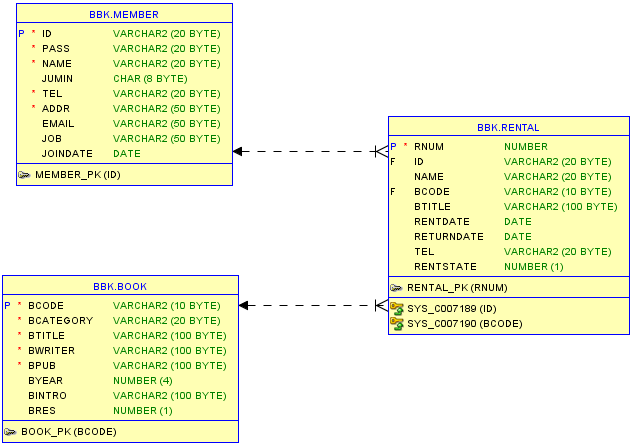 BBK.MEMBER
P * ID VARCHAR2 (20 BYTE)
* PASS VARCHAR2 (20 BYTE)
* NAME VARCHAR2 (20 BYTE)
JUMIN CHAR (8 BYTE)
* TEL VARCHAR2 (20 BYTE)
* ADDR VARCHAR2 (50 BYTE)
EMAIL VARCHAR2 (50 BYTE)
JOB VARCHAR2 (50 BYTE)
JOINDATE DATE
MEMBER_PK (ID)
BBK.RENTAL
P * RNUM NUMBER
F ID VARCHAR2 (20 BYTE)
NAME VARCHAR2 (20 BYTE)
F BCODE VARCHAR2 (10 BYTE)
BTITLE VARCHAR2 (100 BYTE)
RENTDATE DATE
RETURNDATE DATE
TEL VARCHAR2 (20 BYTE)
RENTSTATE NUMBER (1)
RENTAL_PK (RNUM)
SYS_C007189 (ID)
SYS_C007190 (BCODE)
BBK.BOOK
P * BCODE VARCHAR2 (10 BYTE)
* BCATEGORY VARCHAR2 (20 BYTE)
* BTITLE VARCHAR2 (100 BYTE)
* BWRITER VARCHAR2 (100 BYTE)
* BPUB VARCHAR2 (100 BYTE)
BYEAR NUMBER (4)
BINTRO VARCHAR2 (100 BYTE)
BRES NUMBER (1)
BOOK_PK (BCODE)